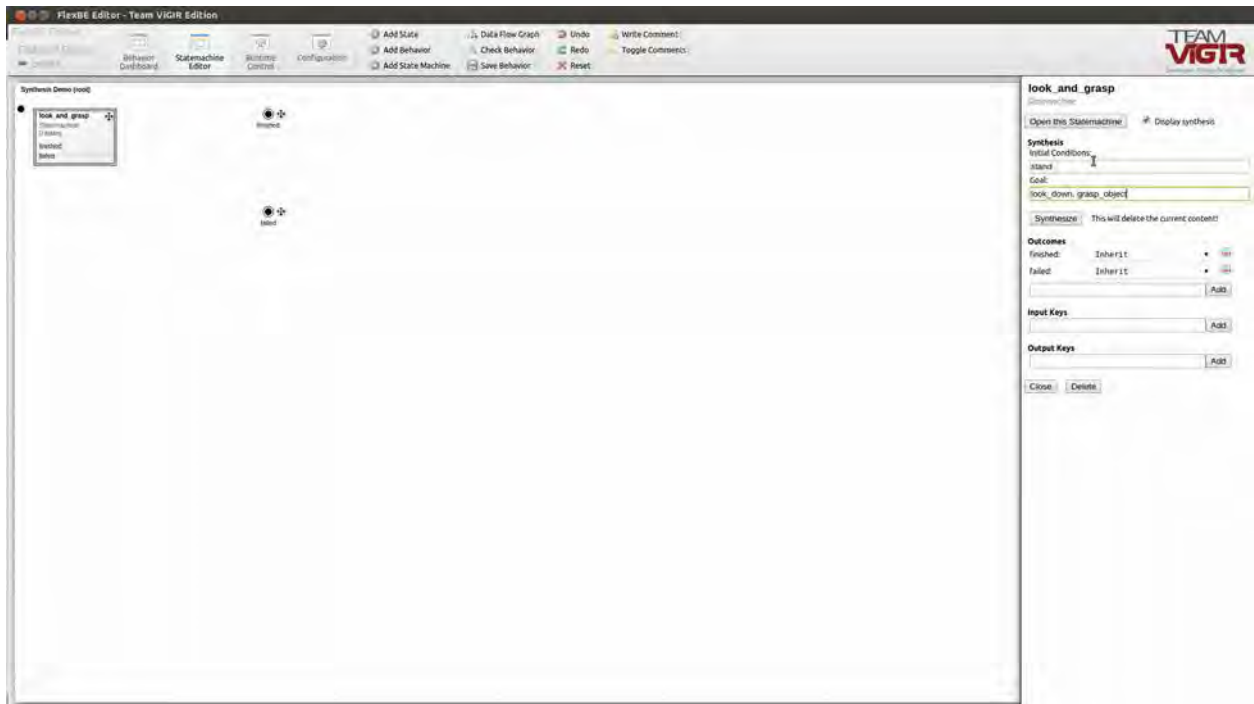 FlexBE Editor - Team ViGIR Edition
Behavior Dashboard
Statemachine Editor
Runtime Control
Configuration
Add State
Add Behavior
Add State Machine
Data Flow Graph
Check Behavior
Save Behavior
Undo
Redo
Reset
Write Comment
Toggle Comments
TEAM
ViGIR
Synthesis Demo (root)
look_and_grasp
finished
failed
finished
failed
look_and_grasp
Statemachine
Open this Statemachine
Display synthesis
Synthesis
Initial Conditions:
stand
Goal:
look_down, grasp_object
Synthesize
This will delete the current content!
Outcomes
finished: Inherit
failed: Inherit
Add
Input Keys
Add
Output Keys
Add
Close Delete